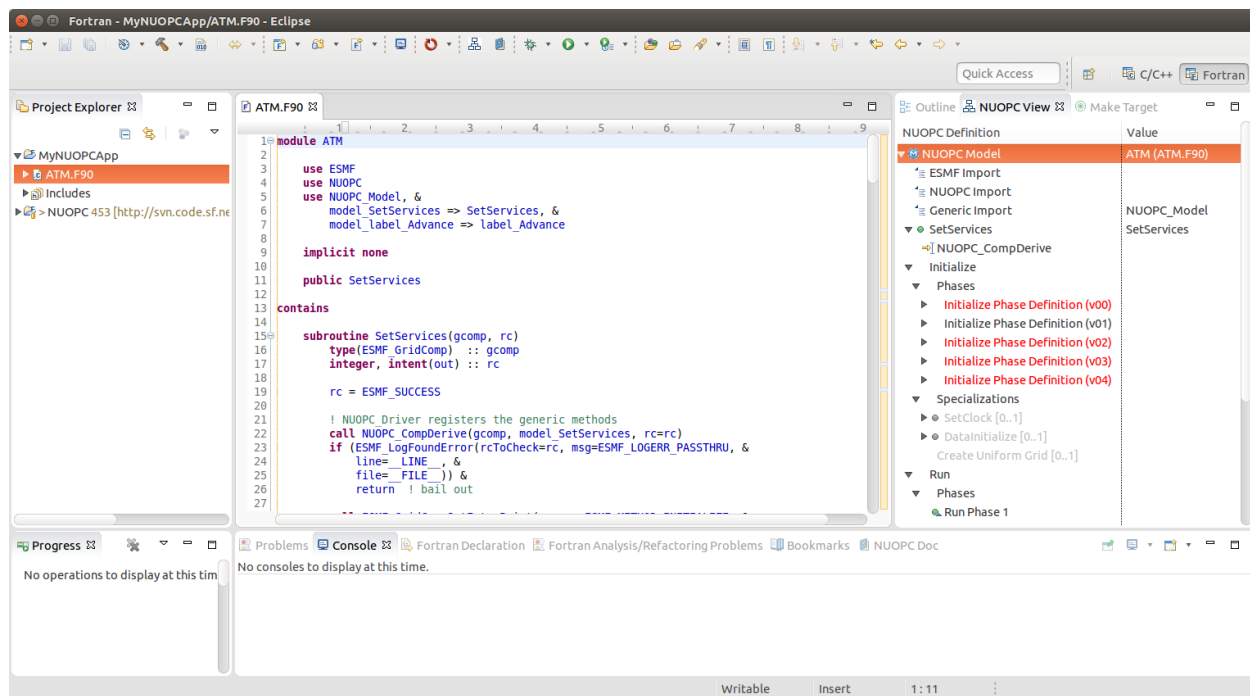 Fortran - MyNUOPCApp/ATM.F90 - Eclipse
Quick Access
C/C++
Fortran
Project Explorer
MyNUOPCApp
ATM.F90
Includes
> NUOPC 453 [http://svn.code.sf.ne
ATM.F90
1 2 3 4 5 6 7 8 9
1 module ATM
2
3 use ESMF
4 use NUOPC
5 use NUOPC_Model, &
6 model_SetServices => SetServices, &
7 model_label_Advance => label_Advance
8
9 implicit none
10
11 public SetServices
12
13 contains
14
15 subroutine SetServices(gcomp, rc)
16 type(ESMF_GridComp) :: gcomp
17 integer, intent(out) :: rc
18
19 rc = ESMF_SUCCESS
20
21 ! NUOPC_Driver registers the generic methods
22 call NUOPC_CompDerive(gcomp, model_SetServices, rc=rc)
23 if (ESMF_LogFoundError(rcToCheck=rc, msg=ESMF_LOGERR_PASSTHRU, &
24 line=__LINE__, &
25 file=__FILE__)) &
26 return ! bail out
27
Outline
NUOPC View
Make Target
NUOPC Definition Value
NUOPC Model ATM (ATM.F90)
ESMF Import
NUOPC Import
Generic Import NUOPC_Model
SetServices SetServices
NUOPC_CompDerive
Initialize
Phases
Initialize Phase Definition (v00)
Initialize Phase Definition (v01)
Initialize Phase Definition (v02)
Initialize Phase Definition (v03)
Initialize Phase Definition (v04)
Specializations
SetClock [0..1]
DataInitialize [0..1]
Create Uniform Grid [0..1]
Run
Phases
Run Phase 1
Progress
No operations to display at this tim
Problems
Console
Fortran Declaration
Fortran Analysis/Refactoring Problems
Bookmarks
NUOPC Doc
No consoles to display at this time.
Writable Insert 1 : 11